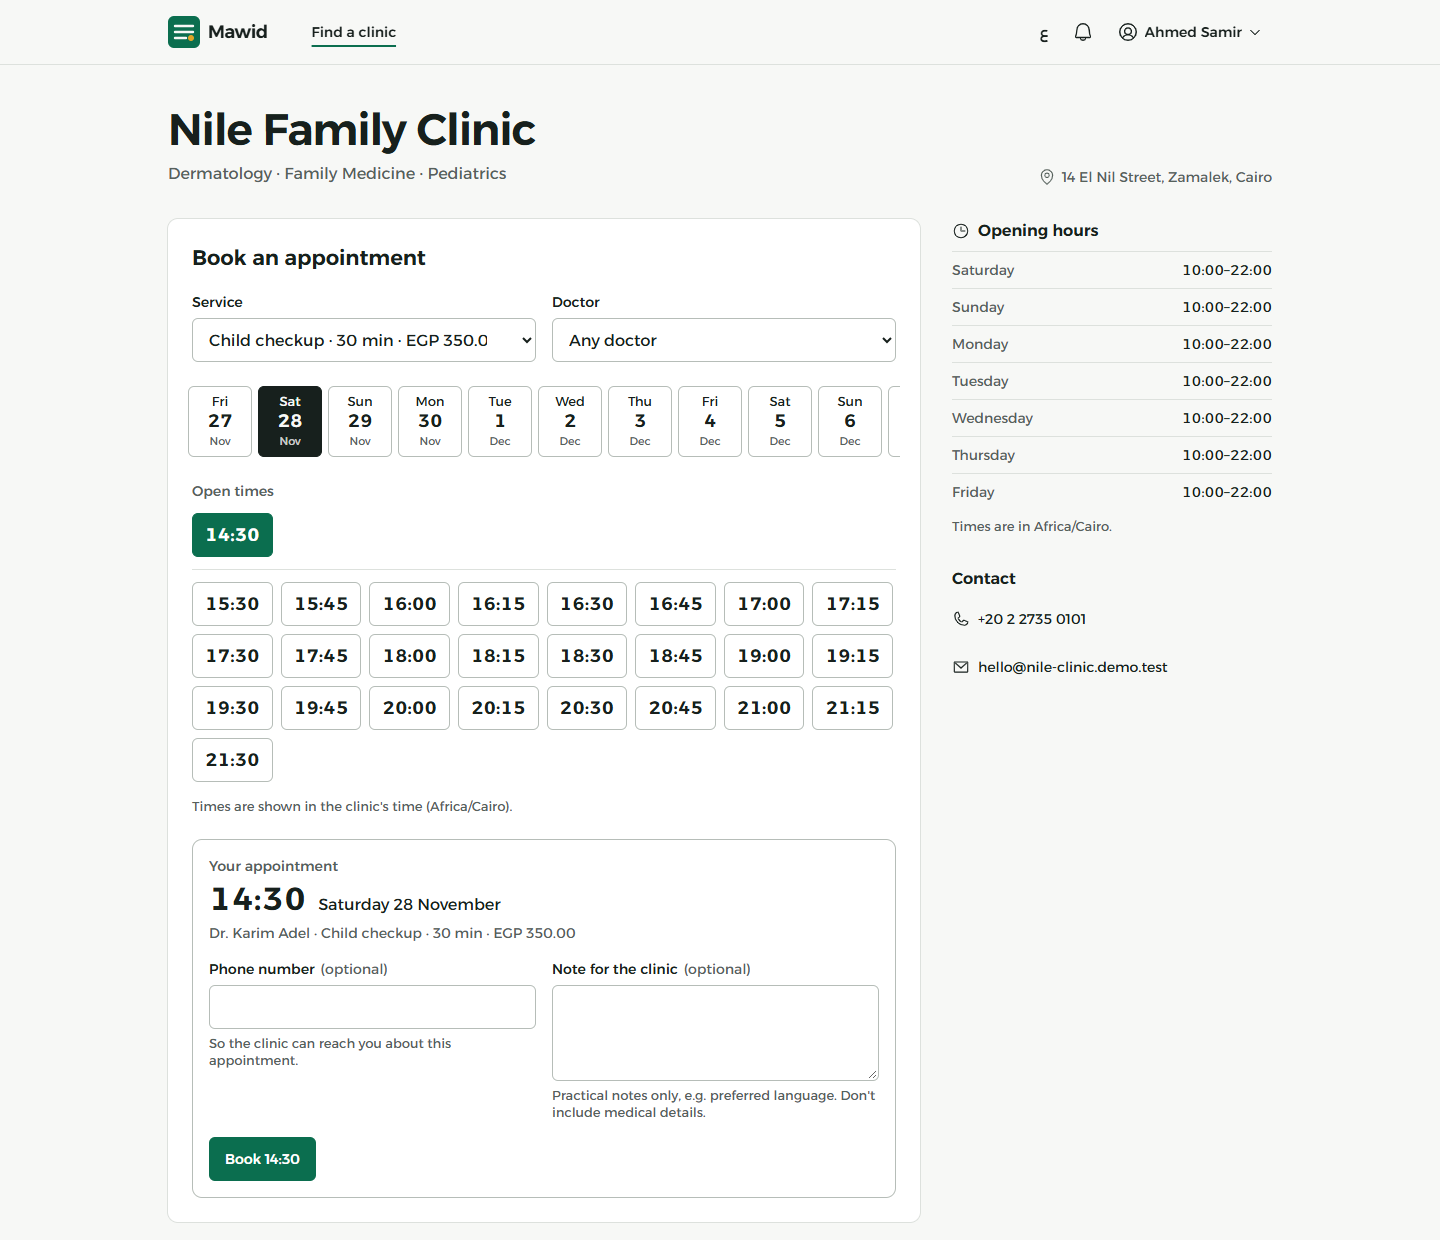 Mawid
Find a clinic
ع
Ahmed Samir
Nile Family Clinic
Dermatology · Family Medicine · Pediatrics
14 El Nil Street, Zamalek, Cairo
Book an appointment
Service
Doctor
Child checkup · 30 min · EGP 350.0
Any doctor
Fri Sat Sun Mon Tue Wed Thu Fri Sat Sun
27 28 29 30 1 2 3 4 5 6
Nov Nov Nov Nov Dec Dec Dec Dec Dec Dec
Open times
14:30
15:30 15:45 16:00 16:15 16:30 16:45 17:00 17:15
17:30 17:45 18:00 18:15 18:30 18:45 19:00 19:15
19:30 19:45 20:00 20:15 20:30 20:45 21:00 21:15
21:30
Times are shown in the clinic's time (Africa/Cairo).
Your appointment
14:30 Saturday 28 November
Dr. Karim Adel · Child checkup · 30 min · EGP 350.00
Phone number (optional)
So the clinic can reach you about this
appointment.
Note for the clinic (optional)
Practical notes only, e.g. preferred language. Don't
include medical details.
Book 14:30
Opening hours
Saturday 10:00–22:00
Sunday 10:00–22:00
Monday 10:00–22:00
Tuesday 10:00–22:00
Wednesday 10:00–22:00
Thursday 10:00–22:00
Friday 10:00–22:00
Times are in Africa/Cairo.
Contact
+20 2 2735 0101
hello@nile-clinic.demo.test